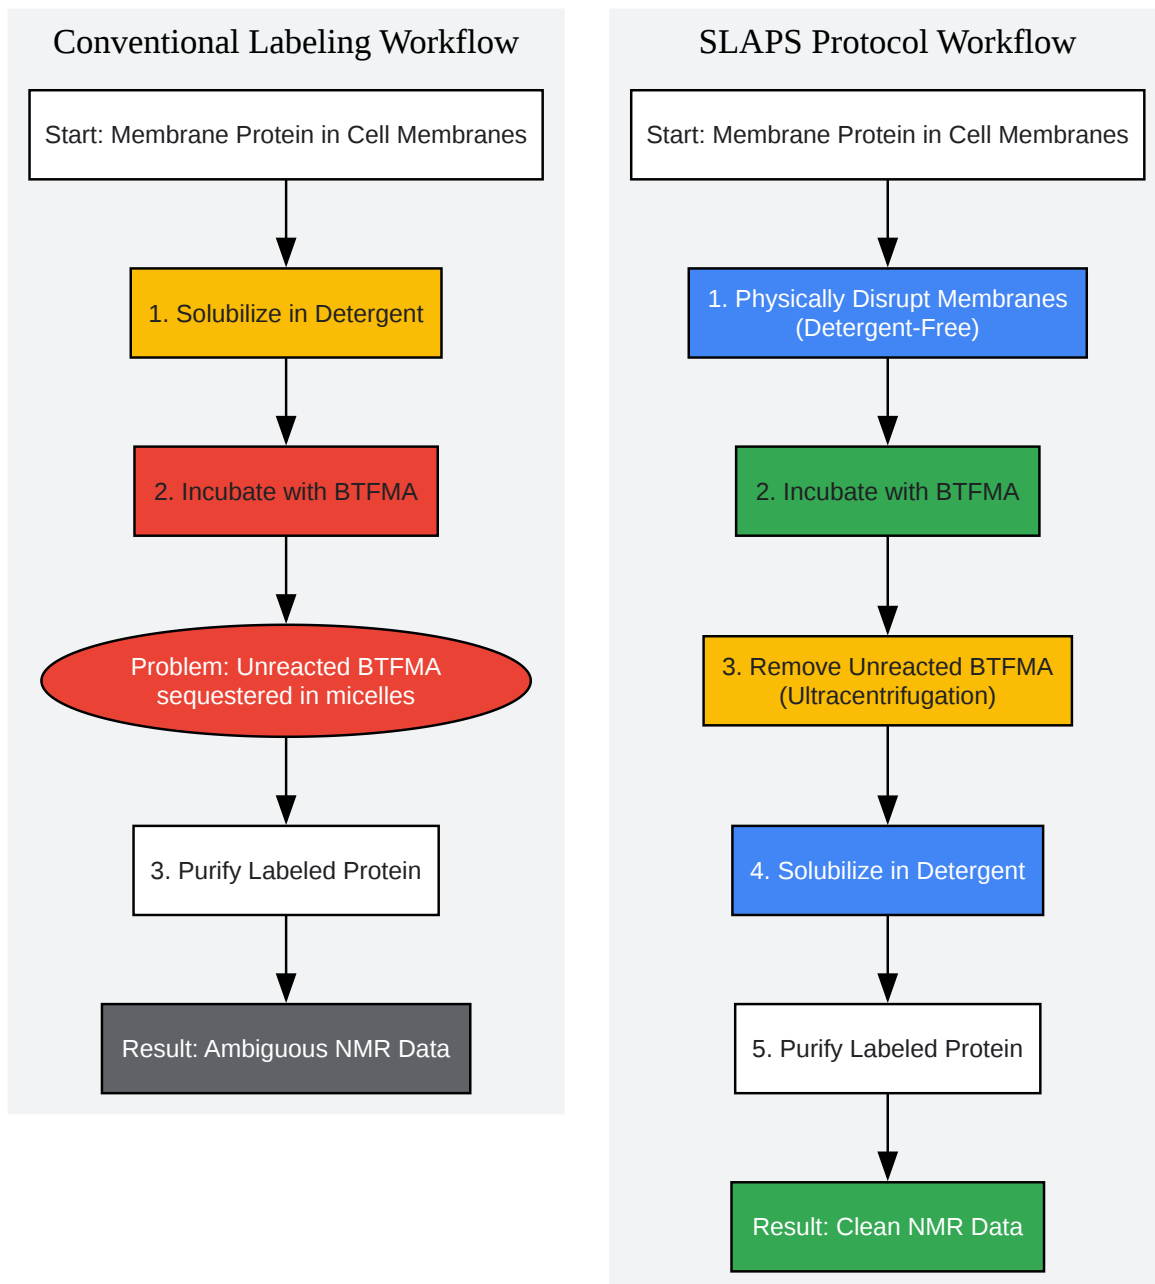 Conventional Labeling Workflow
Start: Membrane Protein in Cell Membranes
1. Solubilize in Detergent
2. Incubate with BTFMA
Problem: Unreacted BTFMA
sequestered in micelles
3. Purify Labeled Protein
Result: Ambiguous NMR Data
SLAPS Protocol Workflow
Start: Membrane Protein in Cell Membranes
1. Physically Disrupt Membranes
(Detergent-Free)
2. Incubate with BTFMA
3. Remove Unreacted BTFMA
(Ultracentrifugation)
4. Solubilize in Detergent
5. Purify Labeled Protein
Result: Clean NMR Data